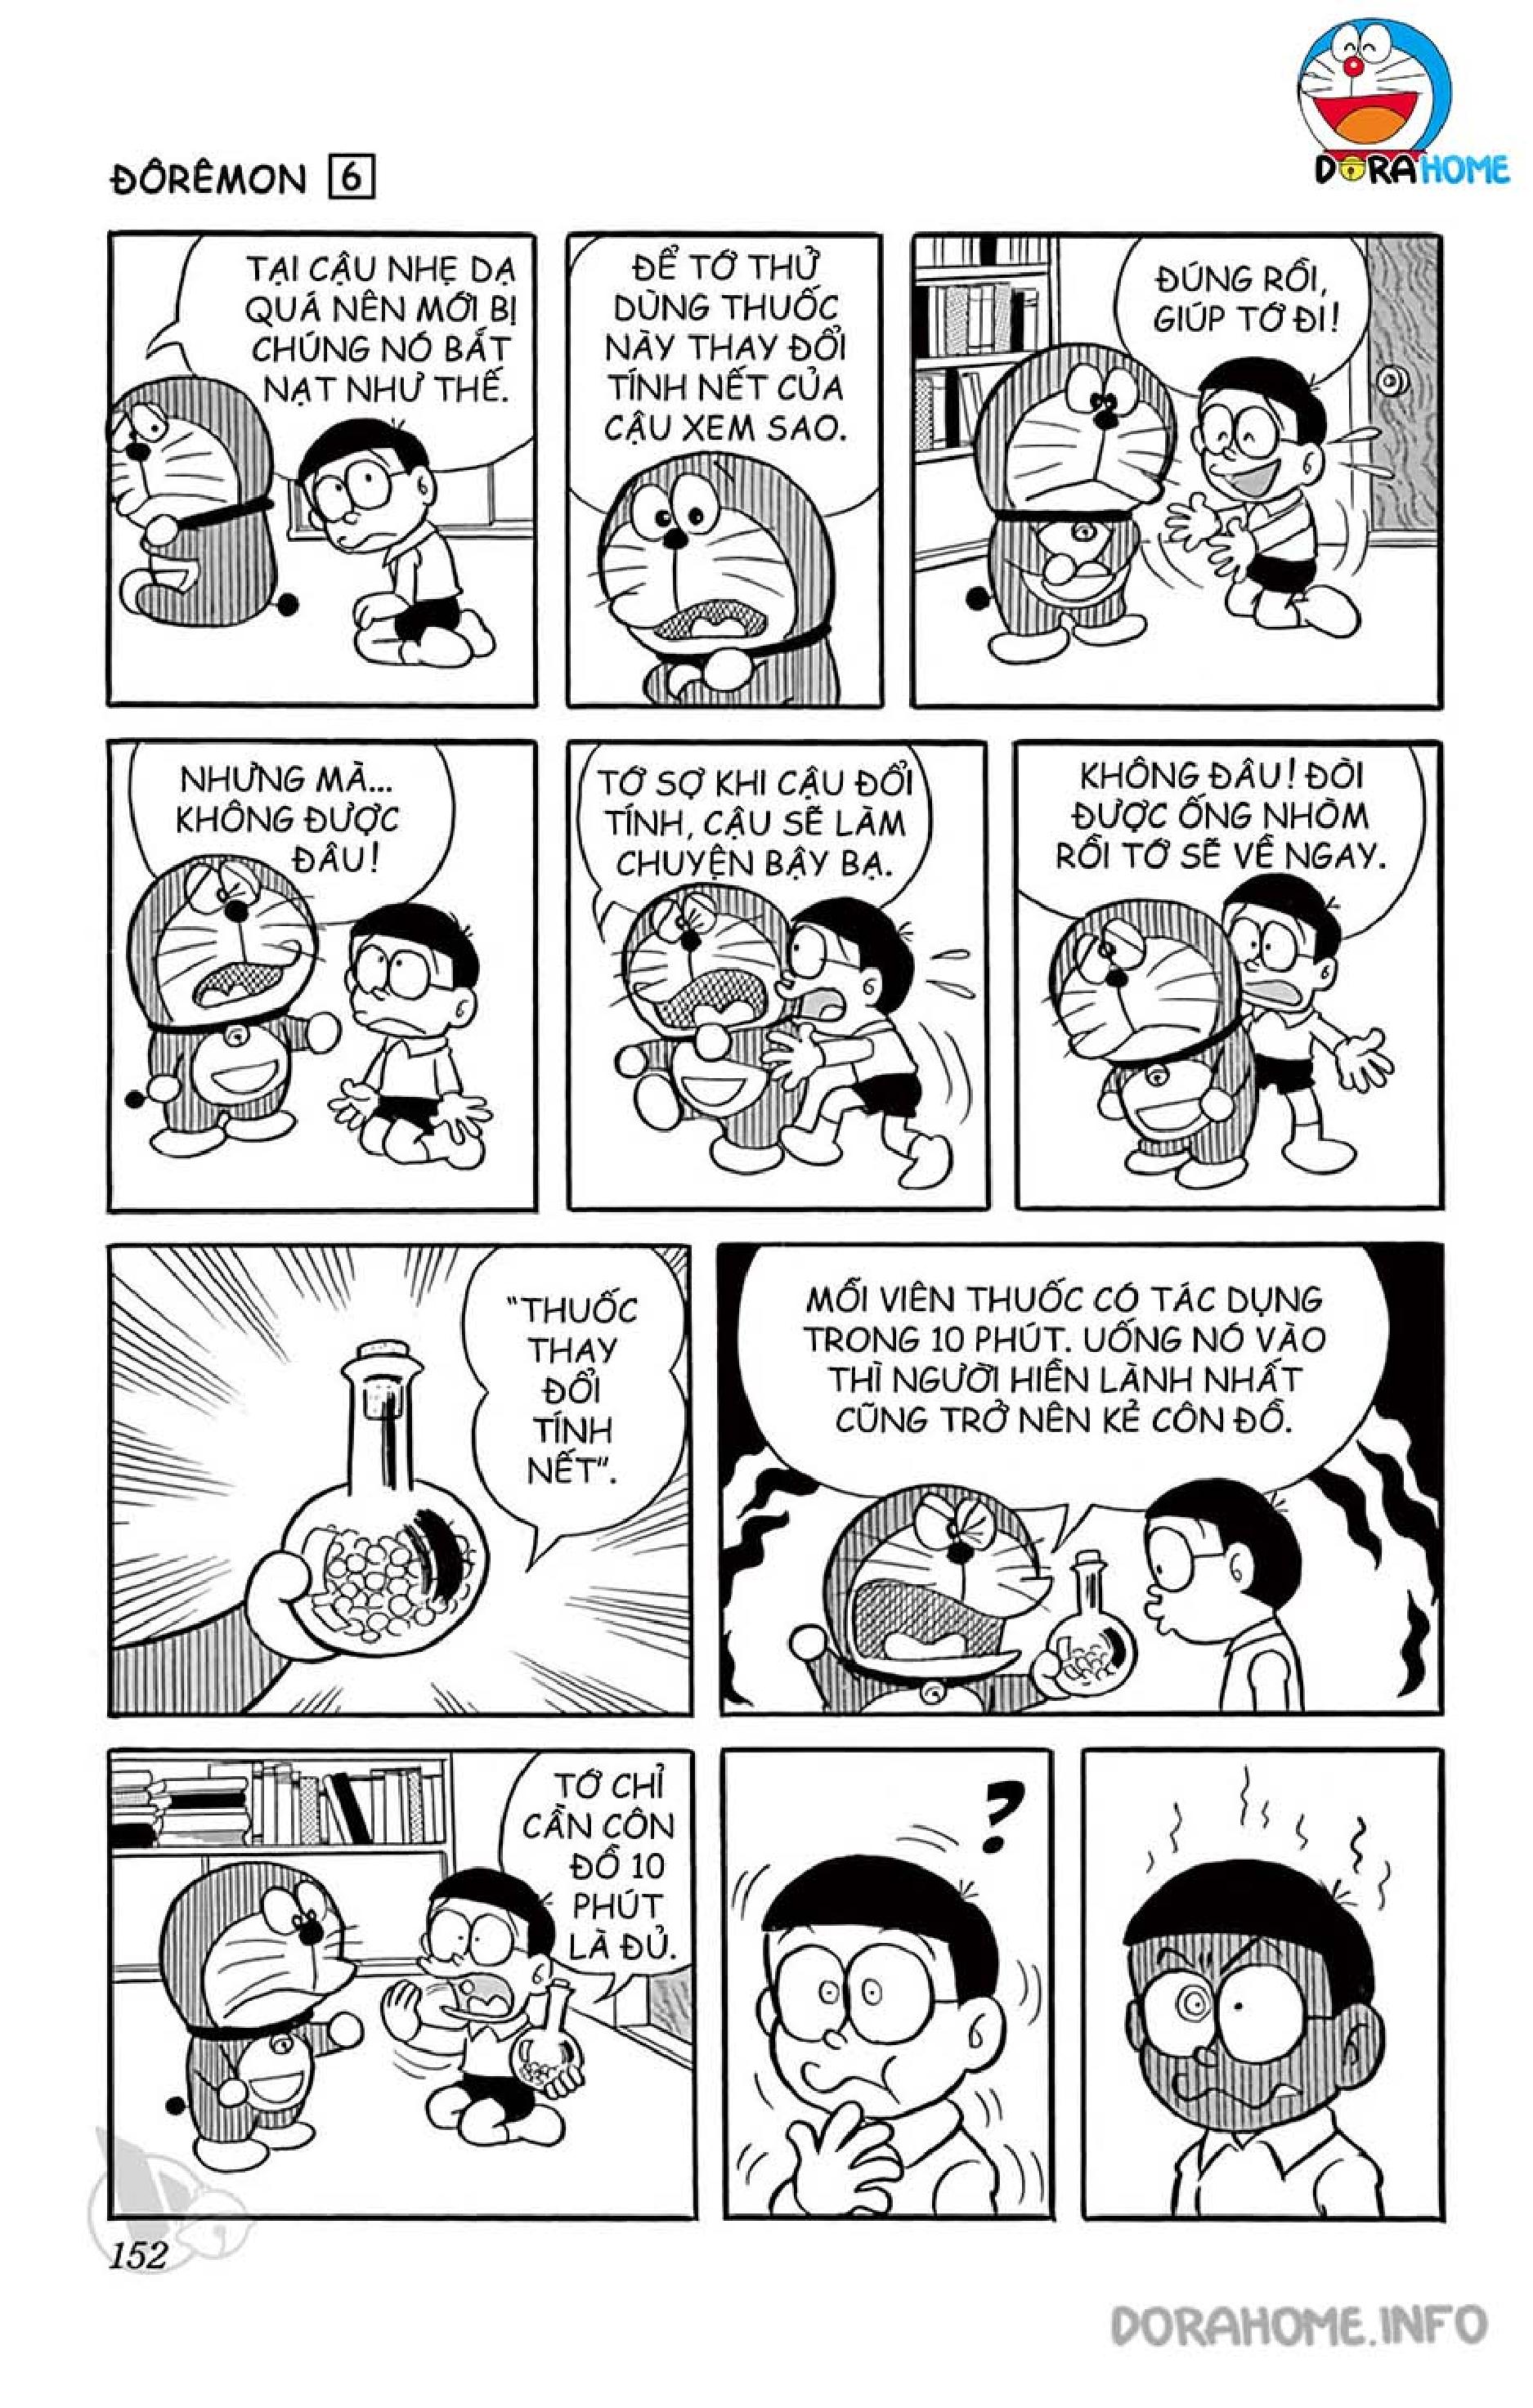 DORAHOME
ĐÔRÊMON 6
TẠI CẬU NHẸ DẠ
QUÁ NÊN MỚI BỊ
CHÚNG NÓ BẮT
NẠT NHƯ THẾ.
ĐỂ TỚ THỬ
DÙNG THUỐC
NÀY THAY ĐỔI
TÍNH NẾT CỦA
CẬU XEM SAO.
ĐÚNG RỒI,
GIÚP TỚ ĐI!
NHƯNG MÀ...
KHÔNG ĐƯỢC
ĐÂU!
TỚ SỢ KHI CẬU ĐỔI
TÍNH, CẬU SẼ LÀM
CHUYỆN BẬY BẠ.
KHÔNG ĐÂU! ĐÒI
ĐƯỢC ỐNG NHÒM
RỒI TỚ SẼ VỀ NGAY.
"THUỐC
THAY
ĐỔI
TÍNH
NẾT".
MỖI VIÊN THUỐC CÓ TÁC DỤNG
TRONG 10 PHÚT. UỐNG NÓ VÀO
THÌ NGƯỜI HIỀN LÀNH NHẤT
CŨNG TRỞ NÊN KẺ CÔN ĐỒ.
TỚ CHỈ
CẦN CÔN
ĐỒ 10
PHÚT
LÀ ĐỦ.
?
152
DORAHOME.INFO